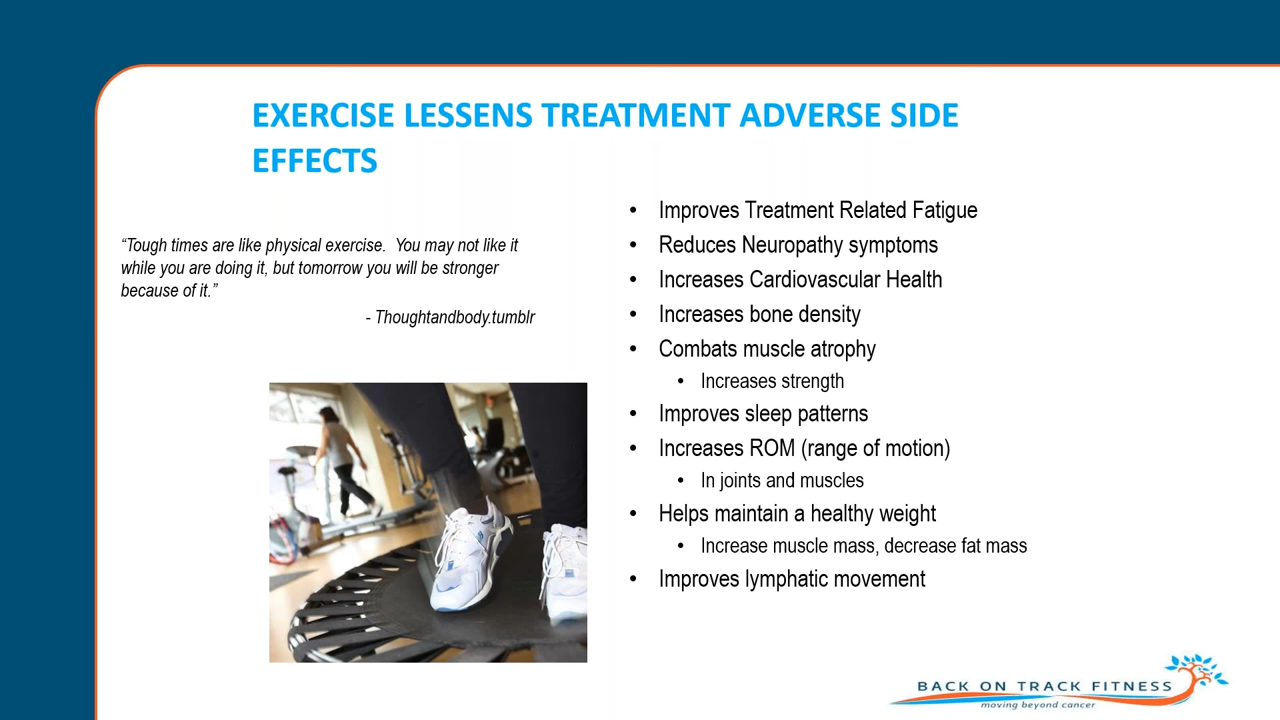 EXERCISE LESSENS TREATMENT ADVERSE SIDE
EFFECTS
“Tough times are like physical exercise.  You may not like it
while you are doing it, but tomorrow you will be stronger
because of it.”
- Thoughtandbody.tumblr
• Improves Treatment Related Fatigue
• Reduces Neuropathy symptoms
• Increases Cardiovascular Health
• Increases bone density
• Combats muscle atrophy
• Increases strength
• Improves sleep patterns
• Increases ROM (range of motion)
• In joints and muscles
• Helps maintain a healthy weight
• Increase muscle mass, decrease fat mass
• Improves lymphatic movement
BACK ON TRACK FITNESS
moving beyond cancer